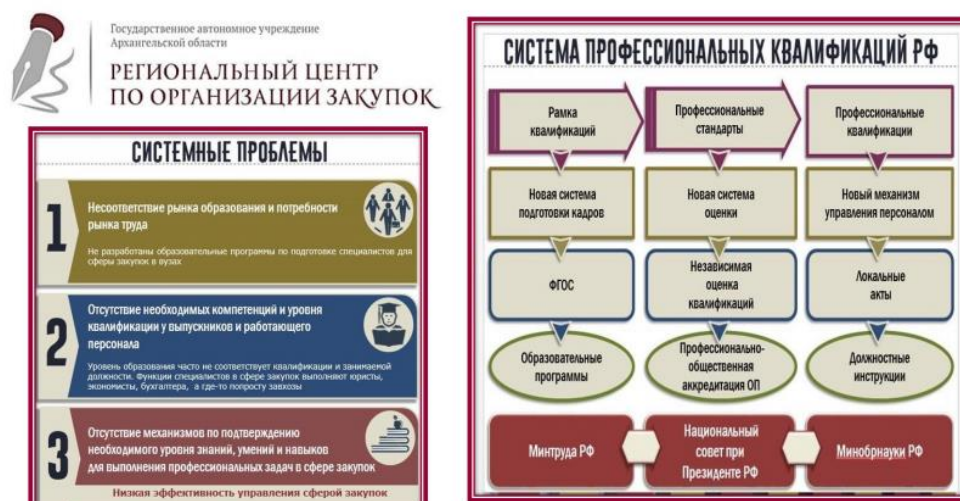 Государственное автономное учреждение
Архангельской области
РЕГИОНАЛЬНЫЙ ЦЕНТР
ПО ОРГАНИЗАЦИИ ЗАКУПОК
СИСТЕМНЫЕ ПРОБЛЕМЫ
1
Несоответствие рынка образования и потребности
рынка труда
Не разработаны образовательные программы по подготовке специалистов для
сферы закупок в вузах
2
Отсутствие необходимых компетенций и уровня
квалификации у выпускников и работающего
персонала
Уровень образования часто не соответствует квалификации и занимаемой
должности. Функции специалистов в сфере закупок выполняют юристы,
экономисты, бухгалтера, а где-то попросту завхозы
3
Отсутствие механизмов по подтверждению
необходимого уровня знаний, умений и навыков
для выполнения профессиональных задач в сфере закупок
Низкая эффективность управления сферой закупок
СИСТЕМА ПРОФЕССИОНАЛЬНЫХ КВАЛИФИКАЦИЙ РФ
Рамка
квалификаций
Профессиональные
стандарты
Профессиональные
квалификации
Новая система
подготовки кадров
Новая система
оценки
Новый механизм
управления персоналом
ФГОС
Независимая
оценка
квалификаций
Локальные
акты
Образовательные
программы
Профессионально-
общественная
аккредитация ОП
Должностные
инструкции
Минтруда РФ
Национальный
совет при
Президенте РФ
Минобрнауки РФ